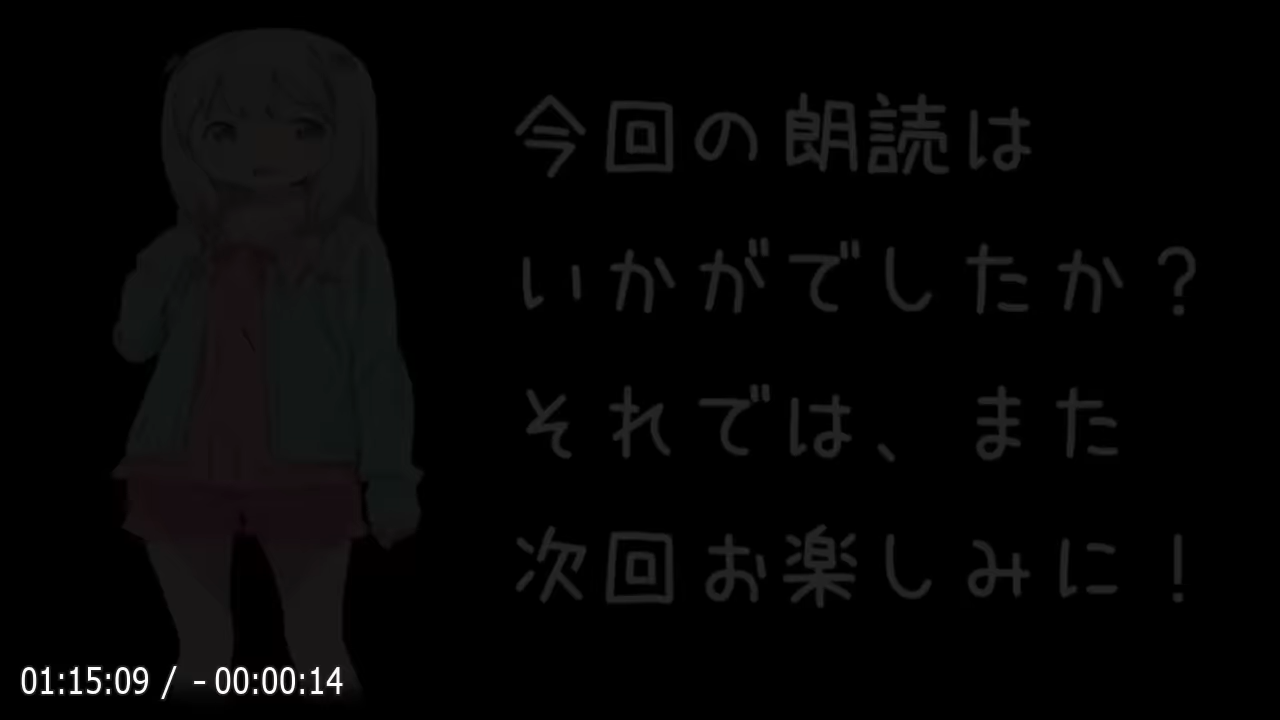 今回の朗読は
いかがでしたか？
それでは、また
次回お楽しみに！
01:15:09 / -00:00:14